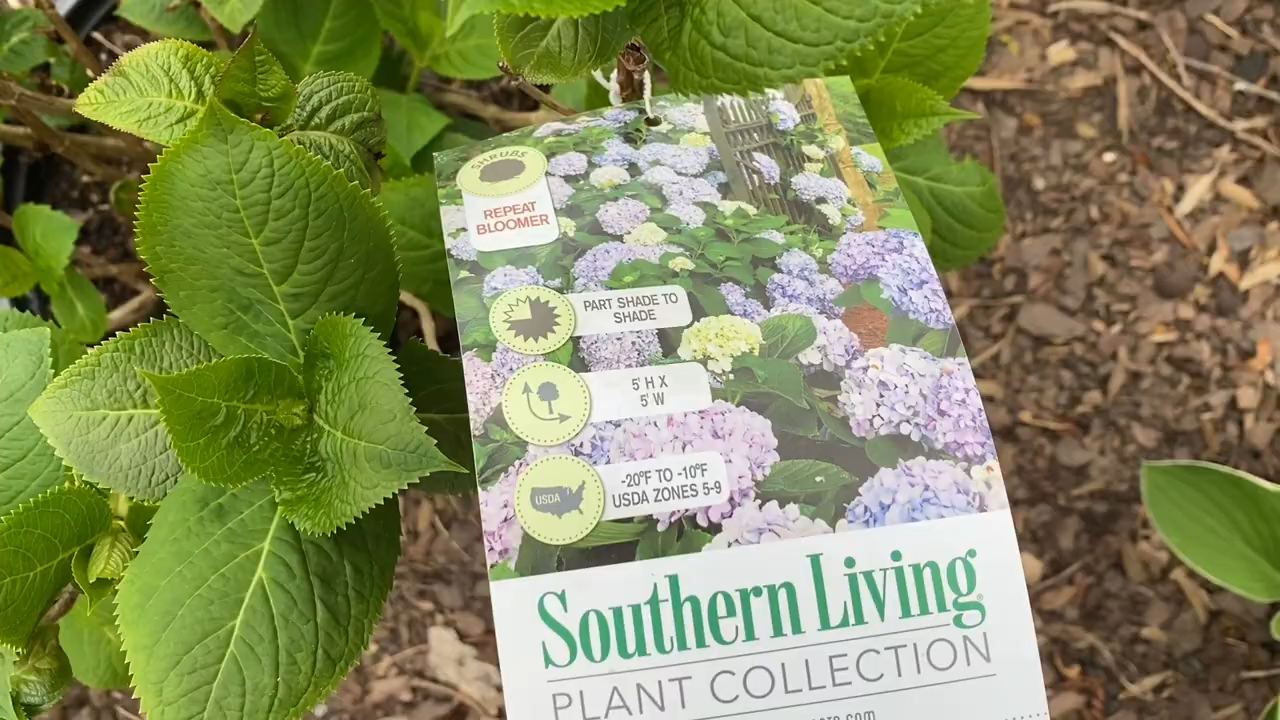 SHRUBS
REPEAT
BLOOMER
PART SHADE TO
SHADE
5' H X
5' W
USDA
-20°F TO -10°F
USDA ZONES 5-9
Southern Living®
PLANT COLLECTION